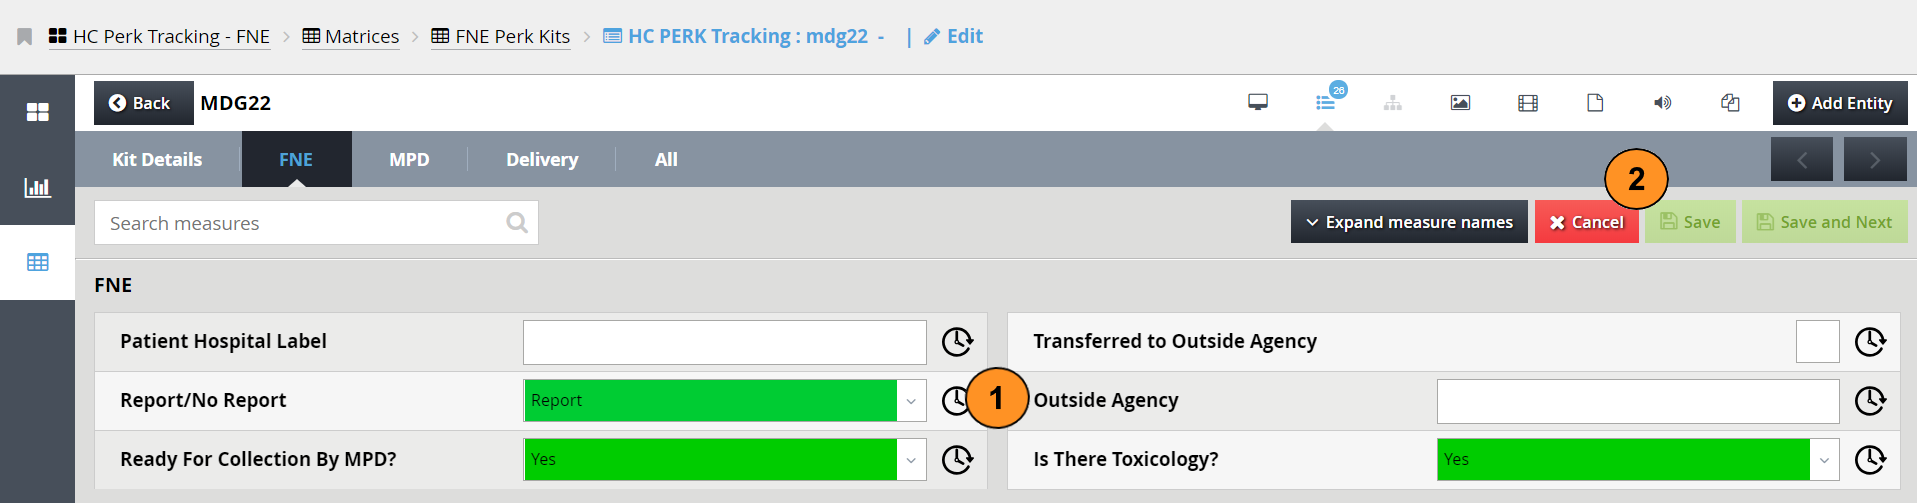 HC Perk Tracking - FNE > Matrices > FNE Perk Kits > HC PERK Tracking : mdg22 - | Edit
Back MDG22 26 Add Entity
Kit Details FNE MPD Delivery All
2
Search measures Expand measure names Cancel Save Save and Next
FNE
Patient Hospital Label Transferred to Outside Agency
Report/No Report Report 1 Outside Agency
Ready For Collection By MPD? Yes Is There Toxicology? Yes